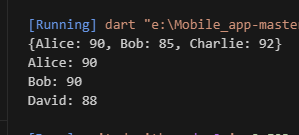 [Running] dart "e:\Mobile_app-maste
{Alice: 90, Bob: 85, Charlie: 92}
Alice: 90
Bob: 90
David: 88